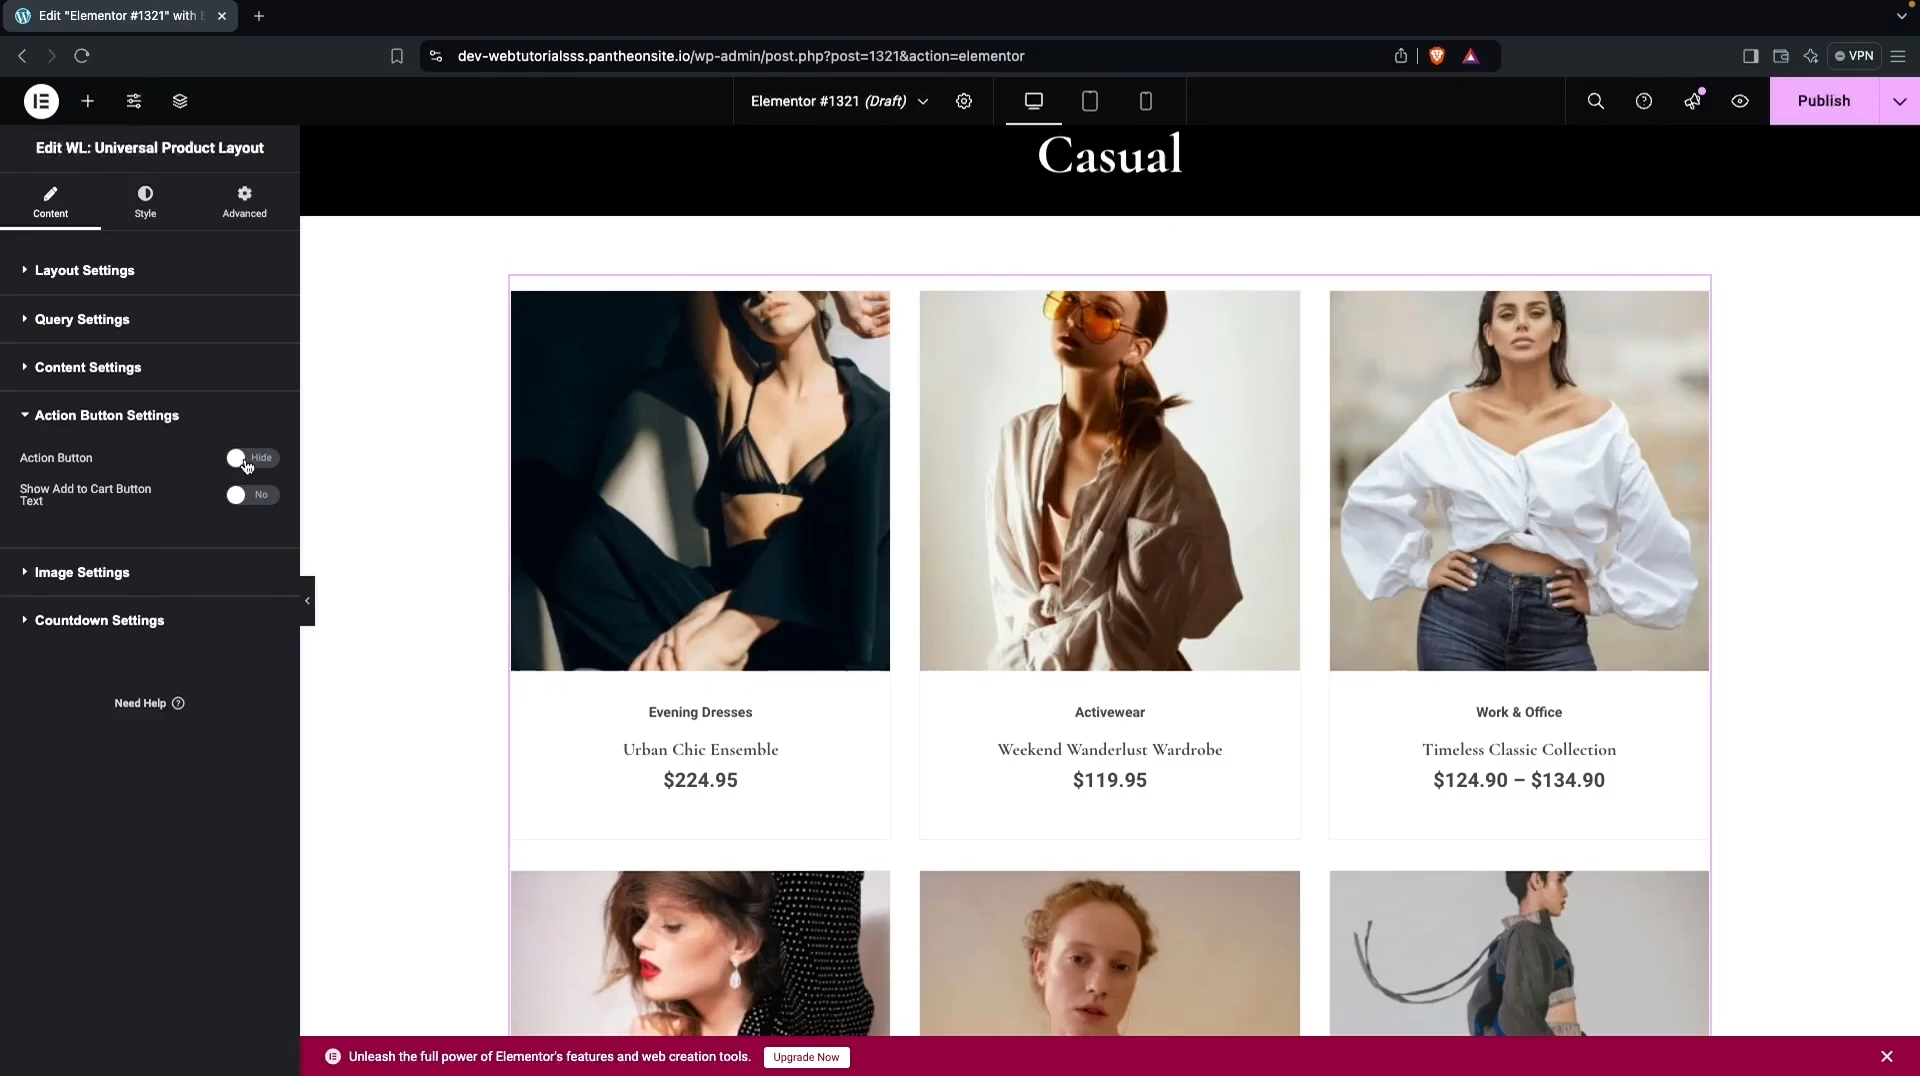 Edit "Elementor #1321" with
dev-webtutorialsss.pantheonsite.io/wp-admin/post.php?post=1321&action=elementor
VPN
Elementor #1321 (Draft)
Publish
Edit WL: Universal Product Layout
Content
Style
Advanced
Layout Settings
Query Settings
Content Settings
Action Button Settings
Action Button
Hide
Show Add to Cart Button
Text
No
Image Settings
Countdown Settings
Need Help
Casual
Evening Dresses
Urban Chic Ensemble
$224.95
Activewear
Weekend Wanderlust Wardrobe
$119.95
Work & Office
Timeless Classic Collection
$124.90 – $134.90
Unleash the full power of Elementor's features and web creation tools.
Upgrade Now